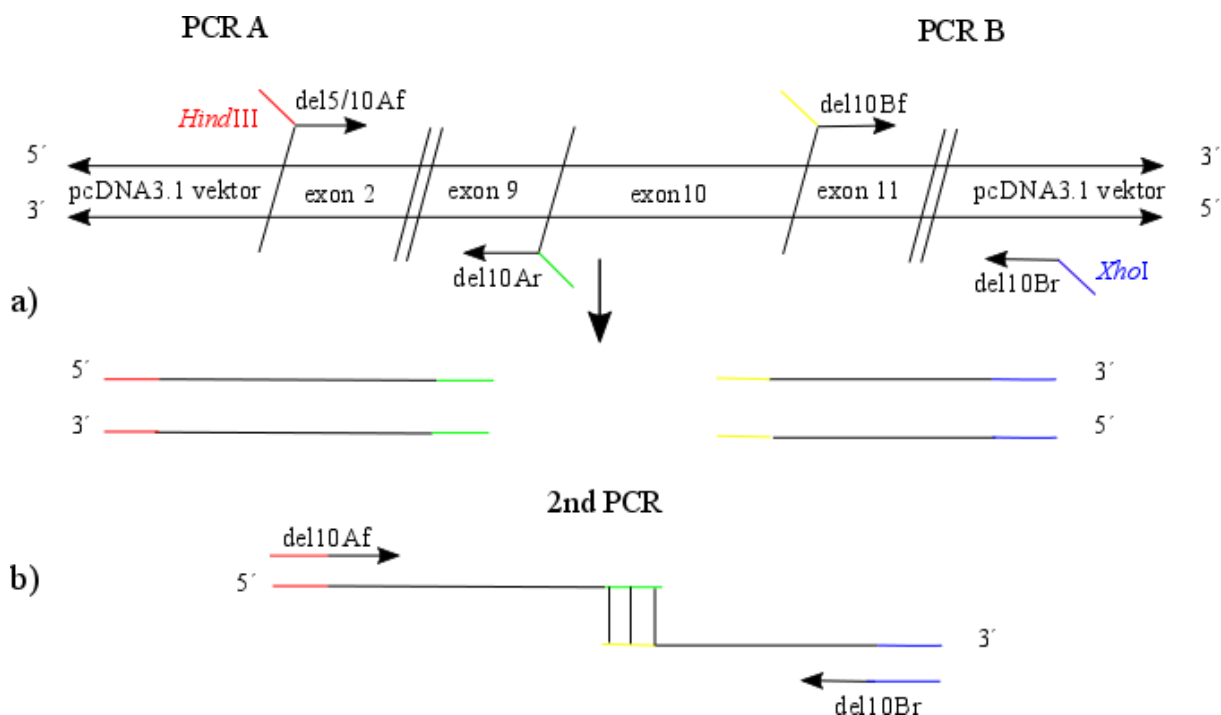 PCR A PCR B
del5/10Af del10Bf
HindIII
5´ 3´
pcDNA3.1 vektor exon 2 exon 9 exon10 exon 11 pcDNA3.1 vektor
3´ 5´
del10Ar del10Br XhoI
a)
5´ 3´
3´ 5´
2nd PCR
del10Af
b) 5´
3´
del10Br